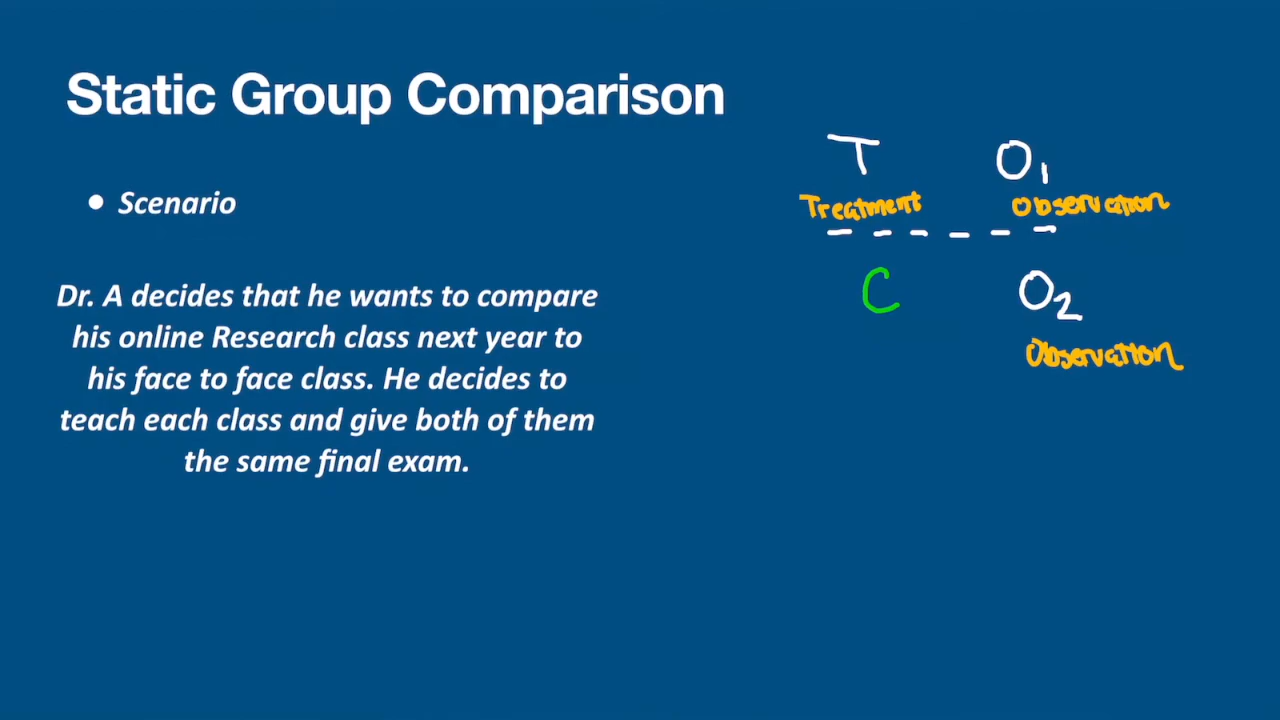 Static Group Comparison
• Scenario
Dr. A decides that he wants to compare
his online Research class next year to
his face to face class. He decides to
teach each class and give both of them
the same final exam.
T O1
Treatment Observation
C O2
Observation